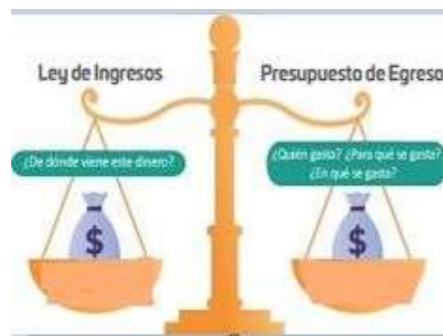 Ley de Ingresos
Presupuesto de Egreso
¿De dónde viene este dinero?
¿Quién gasta? ¿Para qué se gasta?
¿En qué se gasta?
$
$